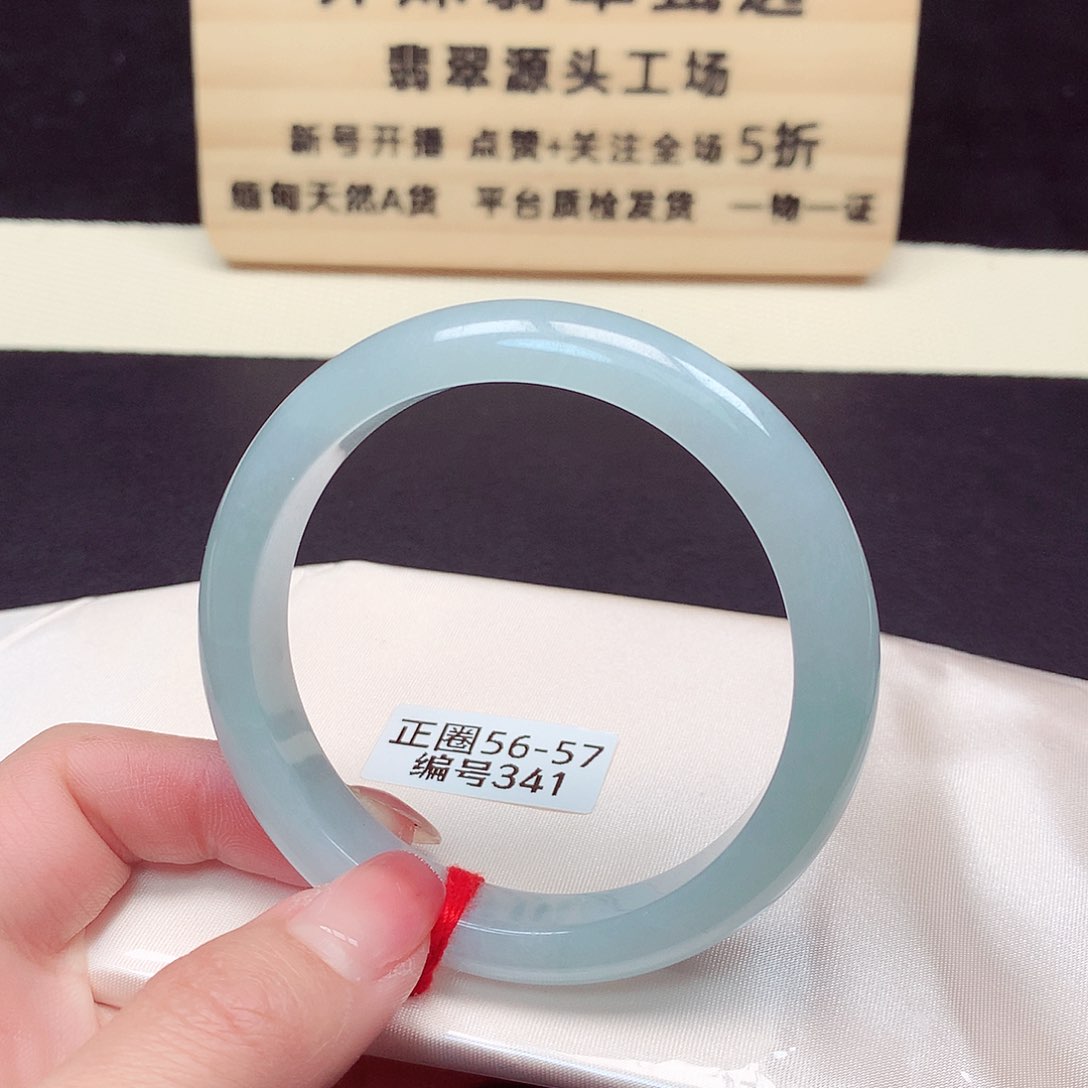 翡翠源头工场
新号开播 点赞+关注全场5折
缅甸天然A货 平台质检发货 一物一证
正圈56-57
编号341